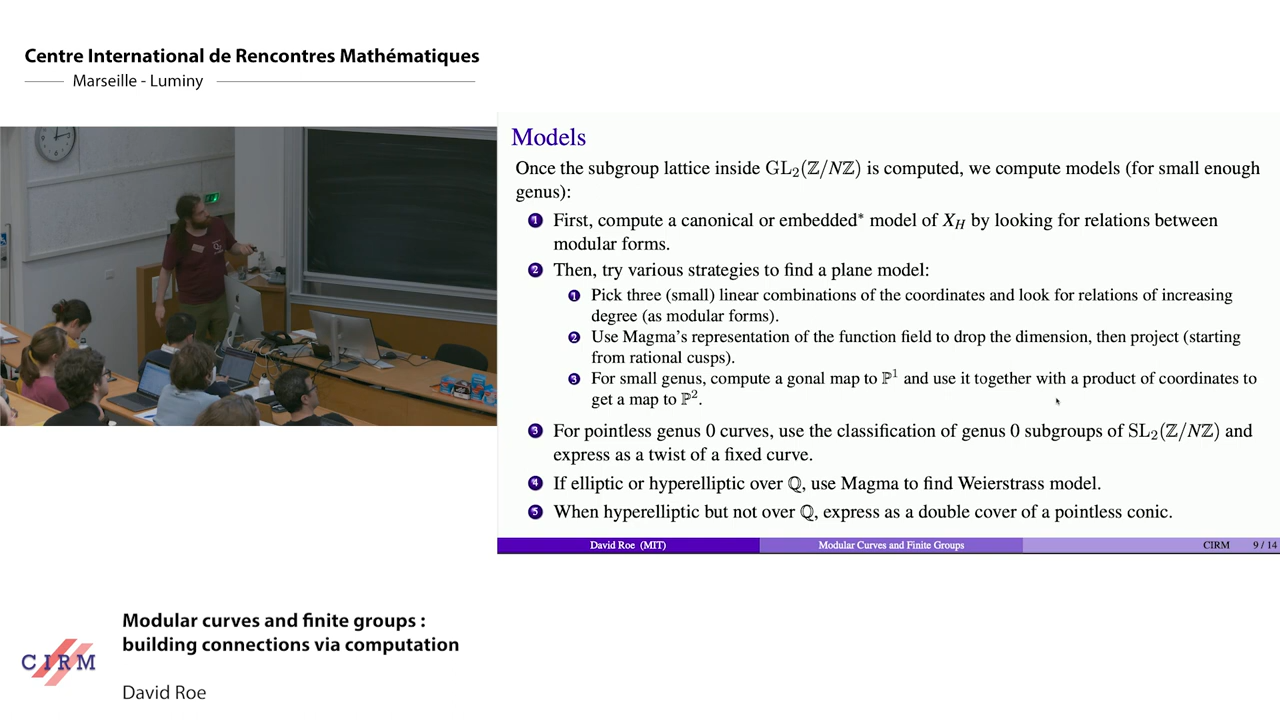 Centre International de Rencontres Mathématiques
Marseille - Luminy
Models
Once the subgroup lattice inside GL₂(ℤ/Nℤ) is computed, we compute models (for small enough
genus):
1 First, compute a canonical or embedded* model of X_H by looking for relations between
modular forms.
2 Then, try various strategies to find a plane model:
1 Pick three (small) linear combinations of the coordinates and look for relations of increasing
degree (as modular forms).
2 Use Magma's representation of the function field to drop the dimension, then project (starting
from rational cusps).
3 For small genus, compute a gonal map to ℙ¹ and use it together with a product of coordinates to
get a map to ℙ².
3 For pointless genus 0 curves, use the classification of genus 0 subgroups of SL₂(ℤ/Nℤ) and
express as a twist of a fixed curve.
4 If elliptic or hyperelliptic over ℚ, use Magma to find Weierstrass model.
5 When hyperelliptic but not over ℚ, express as a double cover of a pointless conic.
David Roe (MIT) Modular Curves and Finite Groups CIRM 9 / 14
Modular curves and finite groups :
building connections via computation
CIRM
David Roe